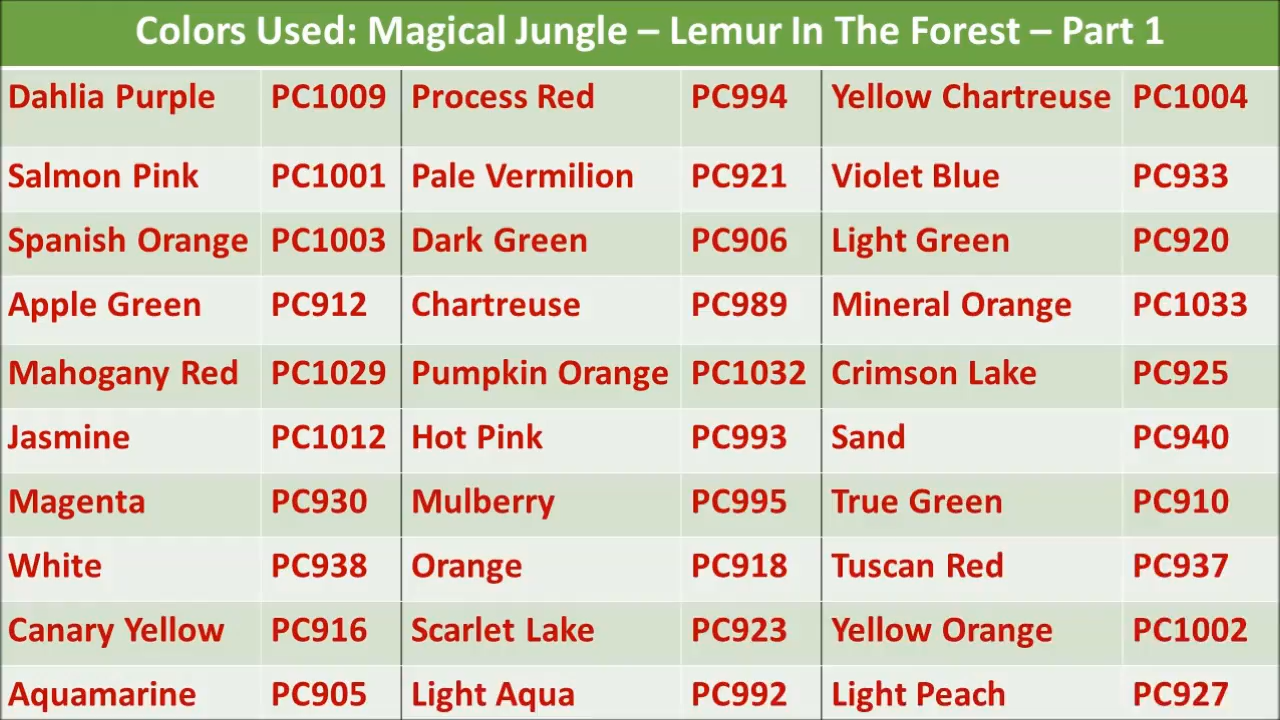 Colors Used: Magical Jungle – Lemur In The Forest – Part 1
Dahlia Purple PC1009 Process Red PC994 Yellow Chartreuse PC1004
Salmon Pink PC1001 Pale Vermilion PC921 Violet Blue PC933
Spanish Orange PC1003 Dark Green PC906 Light Green PC920
Apple Green PC912 Chartreuse PC989 Mineral Orange PC1033
Mahogany Red PC1029 Pumpkin Orange PC1032 Crimson Lake PC925
Jasmine PC1012 Hot Pink PC993 Sand PC940
Magenta PC930 Mulberry PC995 True Green PC910
White PC938 Orange PC918 Tuscan Red PC937
Canary Yellow PC916 Scarlet Lake PC923 Yellow Orange PC1002
Aquamarine PC905 Light Aqua PC992 Light Peach PC927